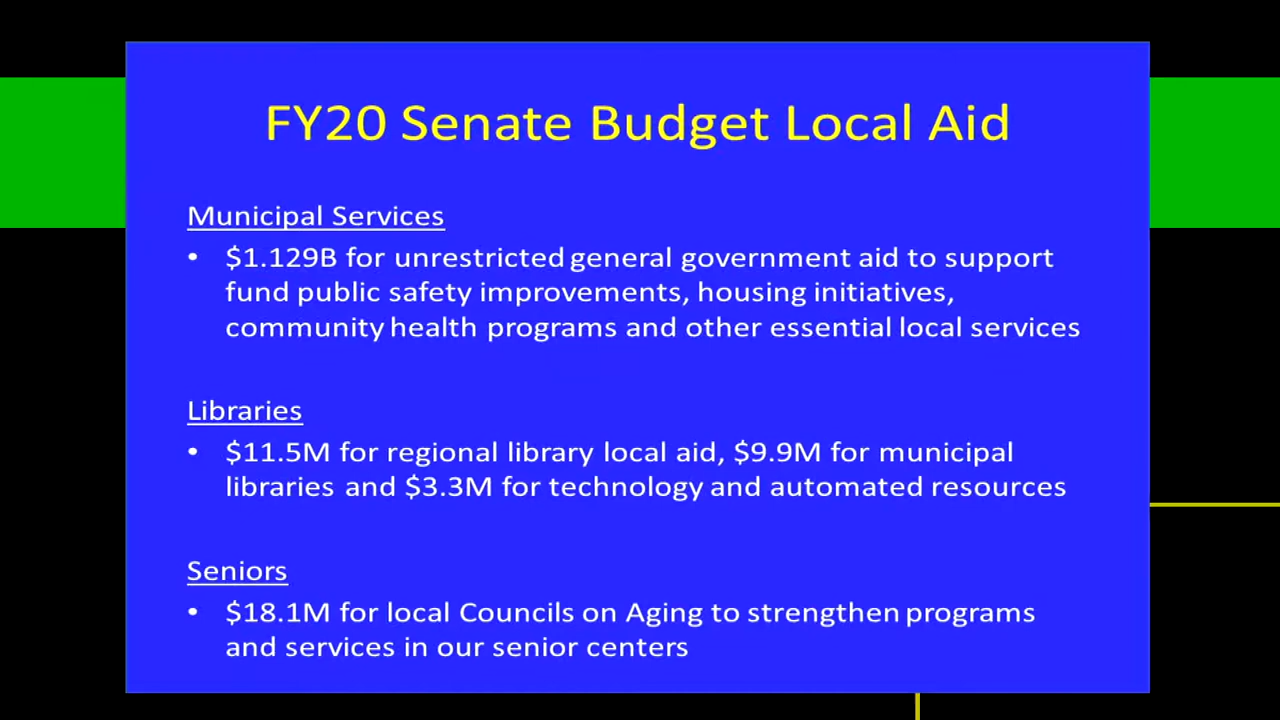 FY20 Senate Budget Local Aid
Municipal Services
• $1.129B for unrestricted general government aid to support
fund public safety improvements, housing initiatives,
community health programs and other essential local services
Libraries
• $11.5M for regional library local aid, $9.9M for municipal
libraries and $3.3M for technology and automated resources
Seniors
• $18.1M for local Councils on Aging to strengthen programs
and services in our senior centers